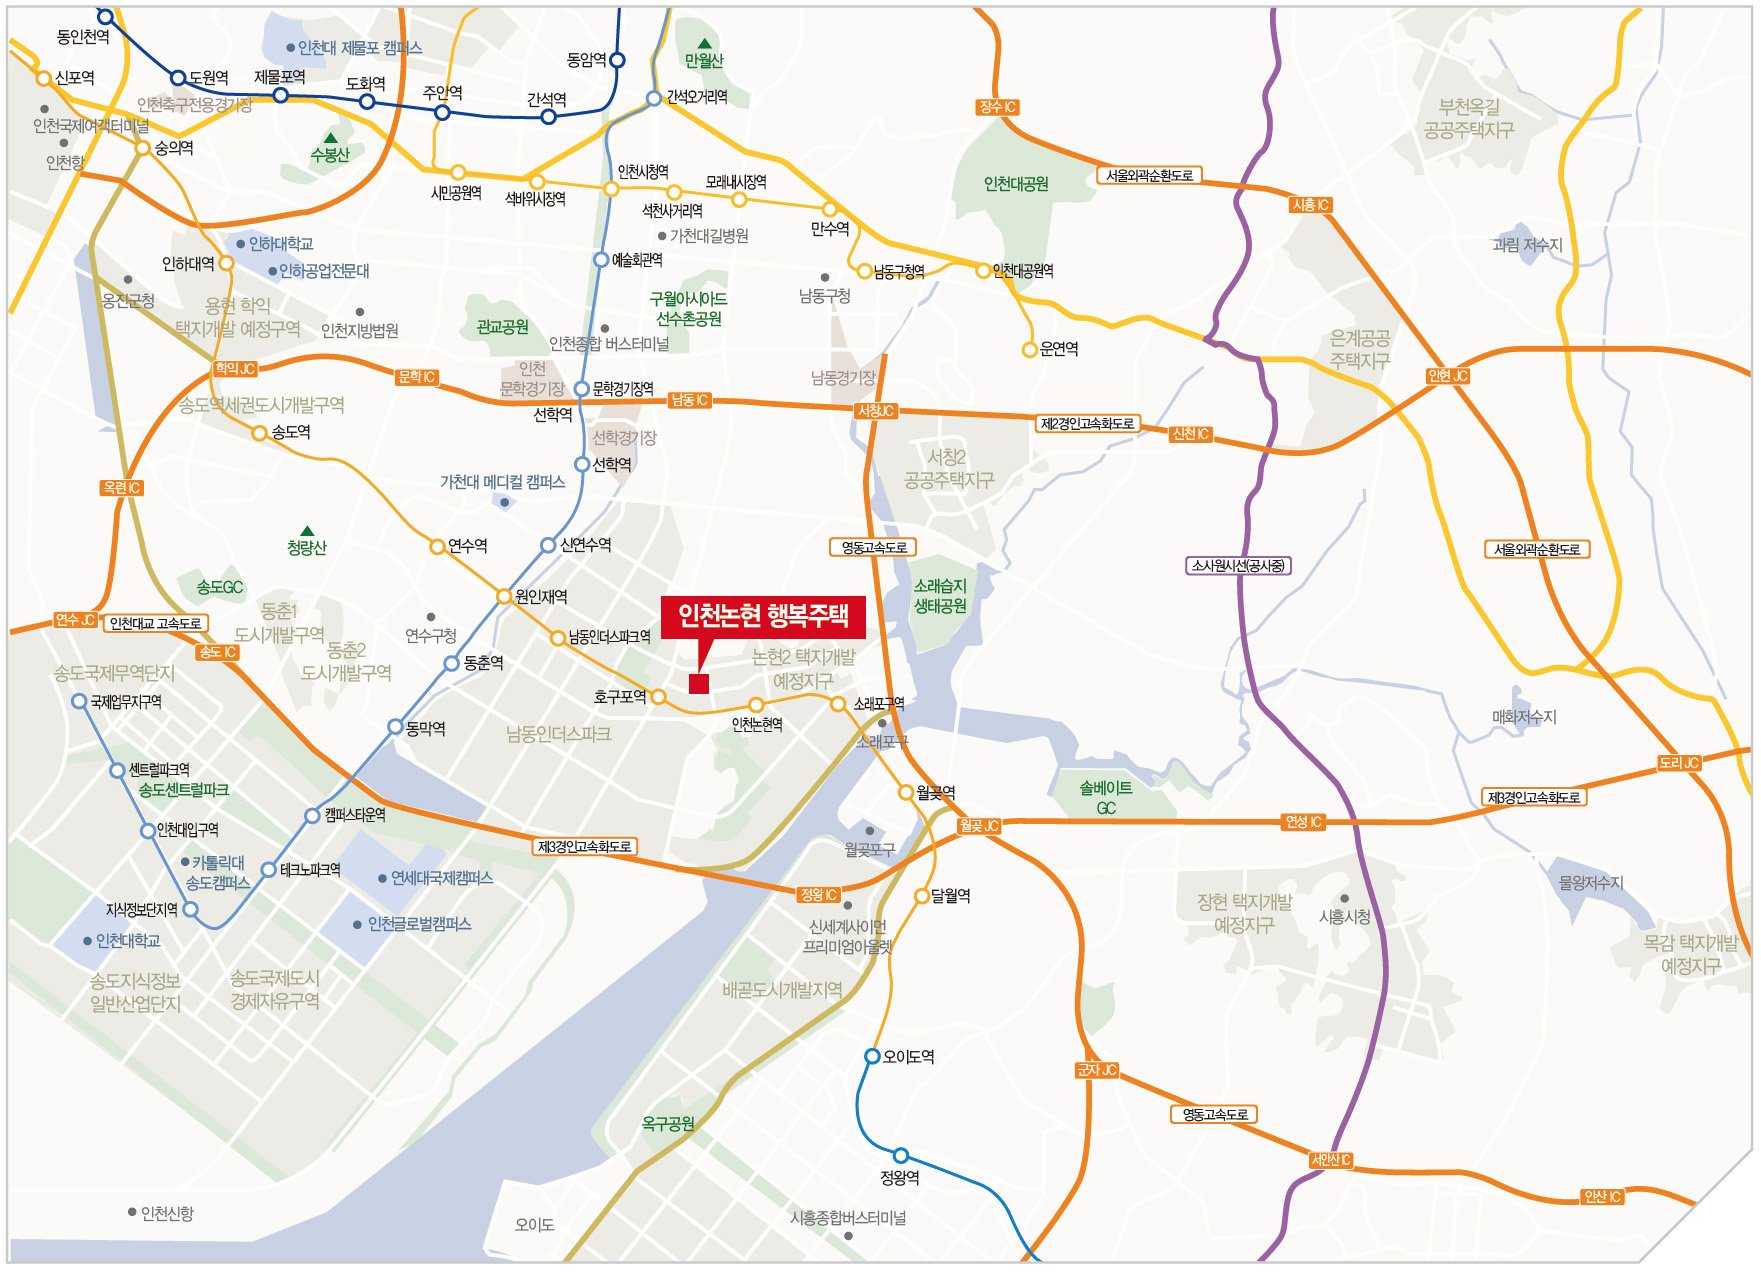 동인천역
인천대 제물포 캠퍼스
동암역
만월산
신포역
도원역
제물포역
도화역
주안역
간석역
간석오거리역
장수 IC
부천옥길
공공주택지구
인천축구전용경기장
인천국제여객터미널
숭의역
인천항
수봉산
시민공원역
석바위시장역
인천시청역
석천사거리역
모래내시장역
만수역
인천대공원
서울외곽순환도로
시흥 IC
과림 저수지
인하대학교
인하대역
인하공업전문대
가천대길병원
예술회관역
남동구청
남동구청역
인천대공원역
옹진군청
용현 학익
택지개발 예정구역
인천지방법원
관교공원
구월아시아드
선수촌공원
인천종합 버스터미널
운연역
은계공공
주택지구
학익 JC
문학 IC
인천
문학경기장
문학경기장역
선학역
남동 IC
남동경기장
서창JC
제2경인고속화도로
신천 IC
안현 JC
송도역세권도시개발구역
송도역
선학경기장
선학역
서창2
공공주택지구
옥련 IC
가천대 메디컬 캠퍼스
청량산
연수역
신연수역
영동고속도로
소사원시선(공사중)
서울외곽순환도로
송도GC
원인재역
소래습지
생태공원
동춘1
도시개발구역
연수 JC
인천대교 고속도로
송도 IC
연수구청
동춘2
도시개발구역
남동인더스파크역
인천논현 행복주택
논현2 택지개발
예정지구
송도국제무역단지
국제업무지구역
동춘역
호구포역
인천논현역
소래포구역
소래포구
동막역
남동인더스파크
매화저수지
센트럴파크역
송도센트럴파크
캠퍼스타운역
월곶역
솔베이트
GC
도리 JC
제3경인고속화도로
인천대입구역
월곶 JC
연성 IC
제3경인고속화도로
월곶포구
카톨릭대
송도캠퍼스
테크노파크역
연세대국제캠퍼스
정왕 IC
달월역
물왕저수지
지식정보단지역
인천글로벌캠퍼스
인천대학교
신세계사이먼
프리미엄아울렛
장현 택지개발
예정지구
시흥시청
목감 택지개발
예정지구
송도지식정보
일반산업단지
송도국제도시
경제자유구역
배곧도시개발지역
오이도역
군자 JC
영동고속도로
옥구공원
정왕역
서안산 IC
안산 IC
인천신항
오이도
시흥종합버스터미널